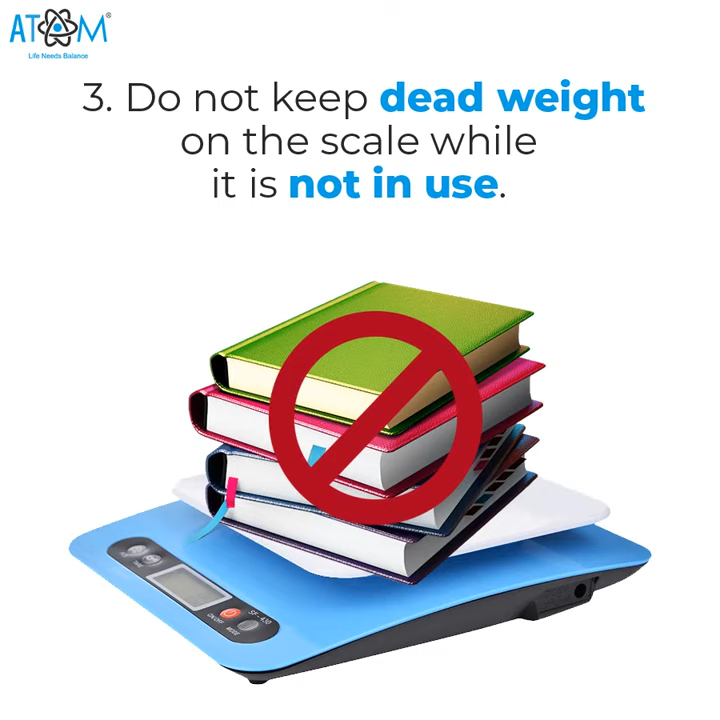 ATOM®
Life Needs Balance
3. Do not keep dead weight
on the scale while
it is not in use.
SF-430
ON/OFF
MODE